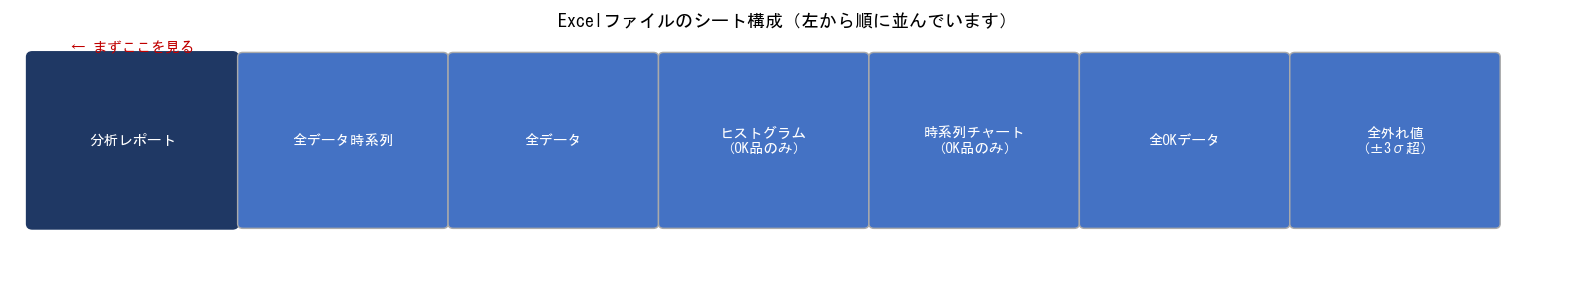 Excelファイルのシート構成（左から順に並んでいます）
← まずここを見る
分析レポート
全データ時系列
全データ
ヒストグラム
（OK品のみ）
時系列チャート
（OK品のみ）
全OKデータ
全外れ値
（±3σ超）